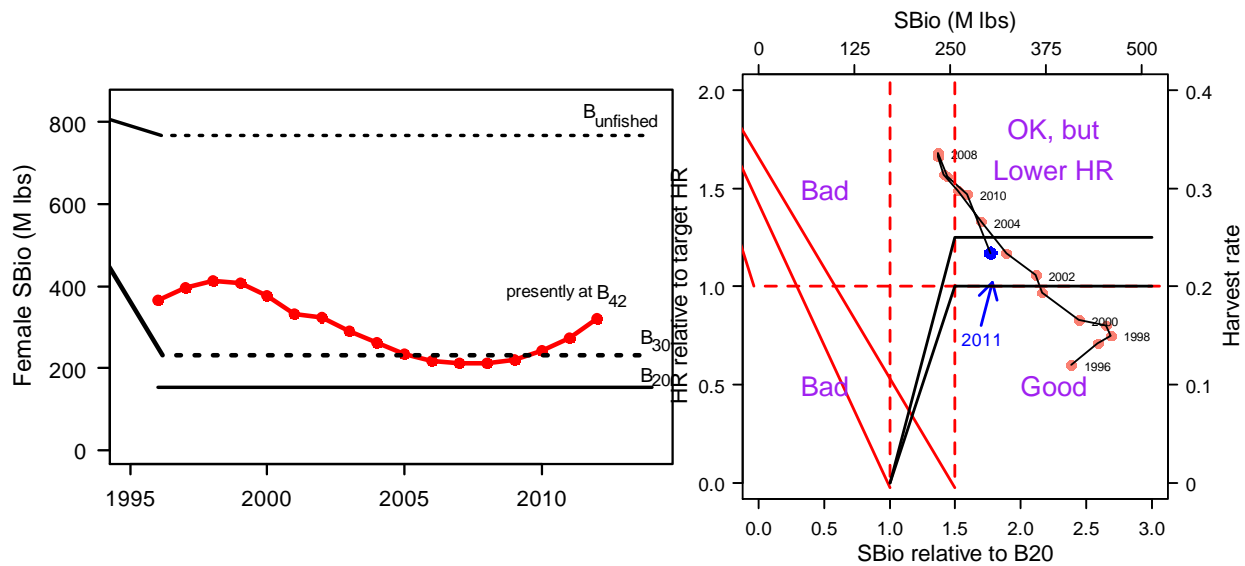 Female SBio (M lbs)
800
600
400
200
0
1995
2000
2005
2010
Bunfished
presently at B42
B30
B20
SBio (M lbs)
0
125
250
375
515
HR relative to target HR
2.0
1.5
1.0
0.5
0.0
Harvest rate
0.4
0.3
0.2
0.1
0
OK, but
Lower HR
Bad
Bad
Good
2008
2010
2004
2002
2000
1998
1996
2011
0.0
0.5
1.0
1.5
2.0
2.5
3.0
SBio relative to B20